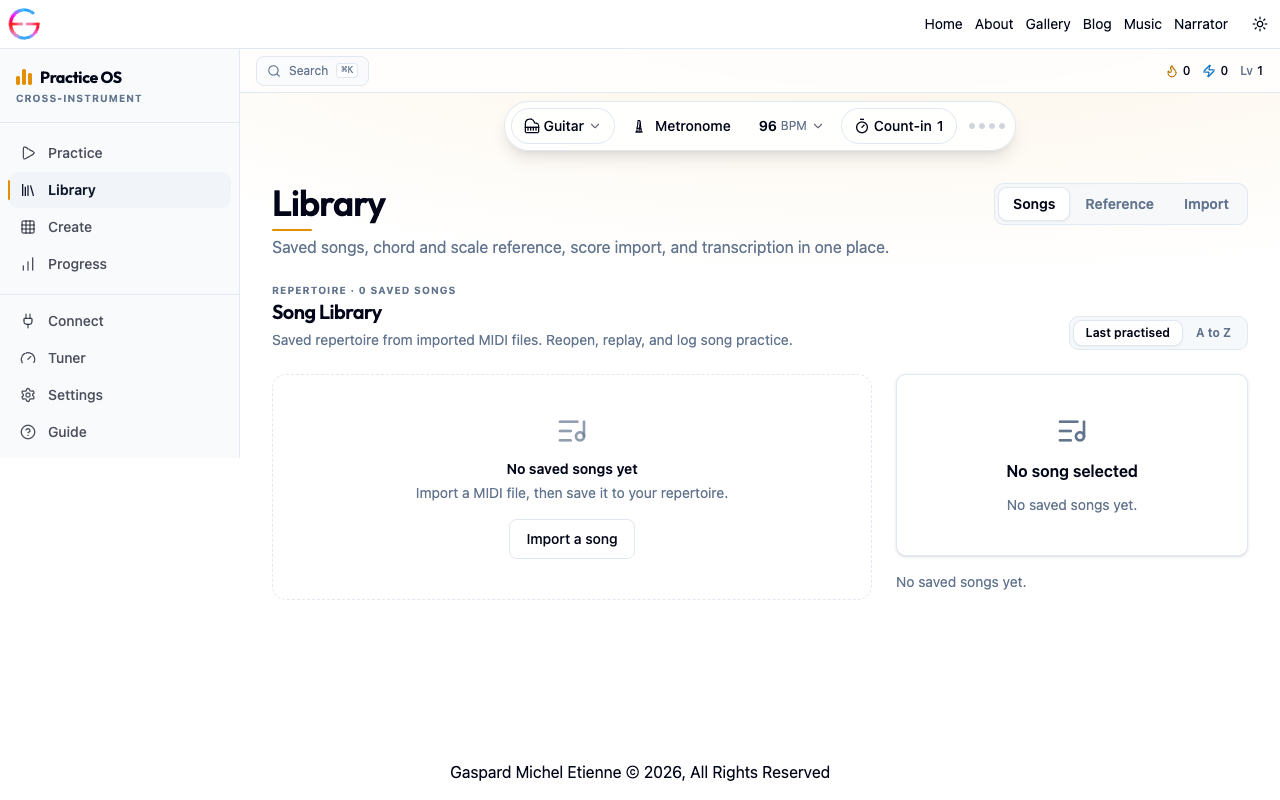 Home About Gallery Blog Music Narrator
Practice OS
CROSS-INSTRUMENT
Practice
Library
Create
Progress
Connect
Tuner
Settings
Guide
Search ⌘K
0 0 Lv 1
Guitar Metronome 96 BPM Count-in 1
Library
Songs Reference Import
Saved songs, chord and scale reference, score import, and transcription in one place.
REPERTOIRE · 0 SAVED SONGS
Song Library
Saved repertoire from imported MIDI files. Reopen, replay, and log song practice.
Last practised A to Z
No saved songs yet
Import a MIDI file, then save it to your repertoire.
Import a song
No song selected
No saved songs yet.
No saved songs yet.
Gaspard Michel Etienne © 2026, All Rights Reserved